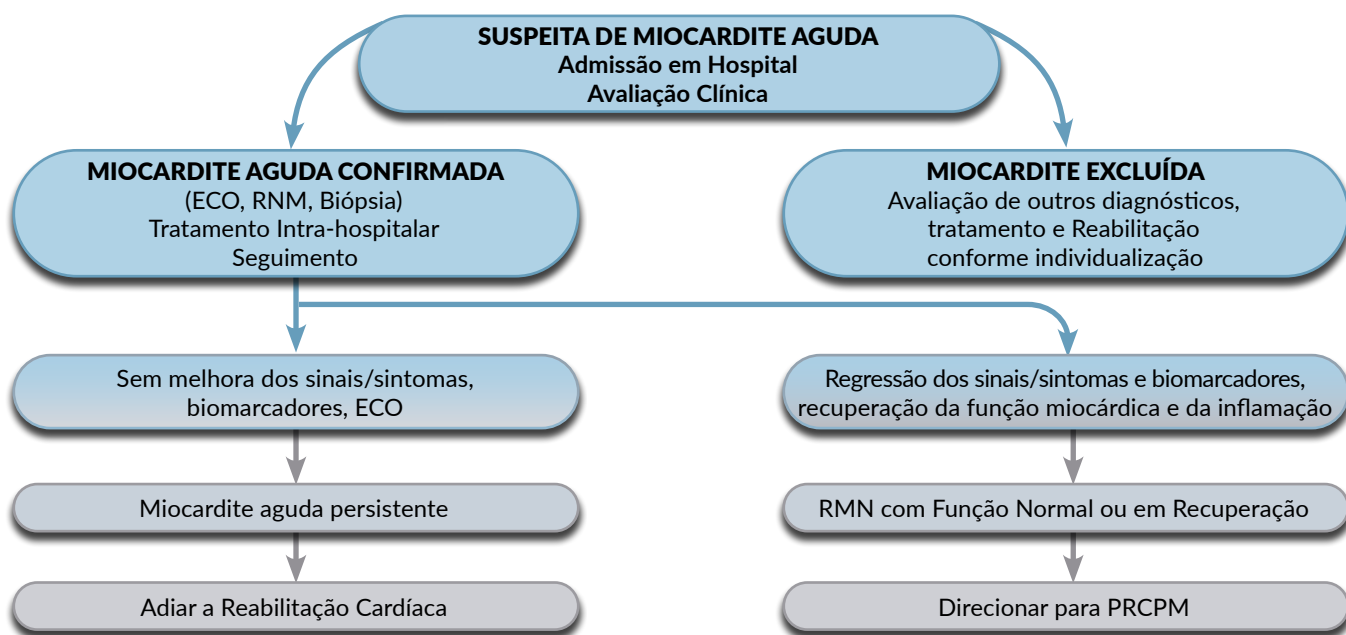 SUSPEITA DE MIOCARDITE AGUDA
Admissão em Hospital
Avaliação Clínica
MIOCARDITE AGUDA CONFIRMADA
(ECO, RNM, Biópsia)
Tratamento Intra-hospitalar
Seguimento
MIOCARDITE EXCLUÍDA
Avaliação de outros diagnósticos,
tratamento e Reabilitação
conforme individualização
Sem melhora dos sinais/sintomas,
biomarcadores, ECO
Regressão dos sinais/sintomas e biomarcadores,
recuperação da função miocárdica e da inflamação
Miocardite aguda persistente
RMN com Função Normal ou em Recuperação
Adiar a Reabilitação Cardíaca
Direcionar para PRCPM